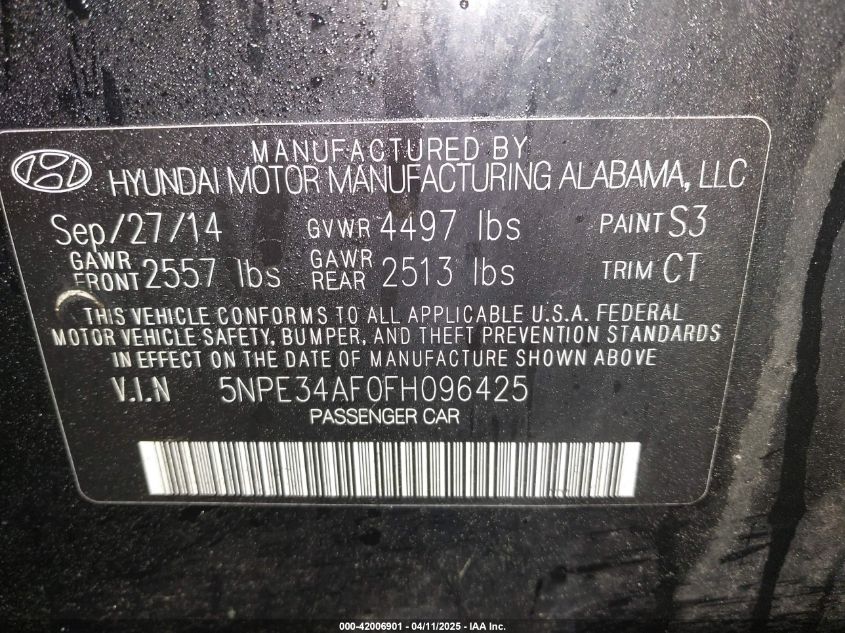 MANUFACTURED BY
HYUNDAI MOTOR MANUFACTURING ALABAMA, LLC
Sep/27/14 GVWR 4497 lbs PAINT S3
GAWR FRONT 2557 lbs GAWR REAR 2513 lbs TRIM CT
THIS VEHICLE CONFORMS TO ALL APPLICABLE U.S.A. FEDERAL
MOTOR VEHICLE SAFETY, BUMPER, AND THEFT PREVENTION STANDARDS
IN EFFECT ON THE DATE OF MANUFACTURE SHOWN ABOVE
V.I.N 5NPE34AF0FH096425
PASSENGER CAR
000-42006901 - 04/11/2025 - IAA Inc.